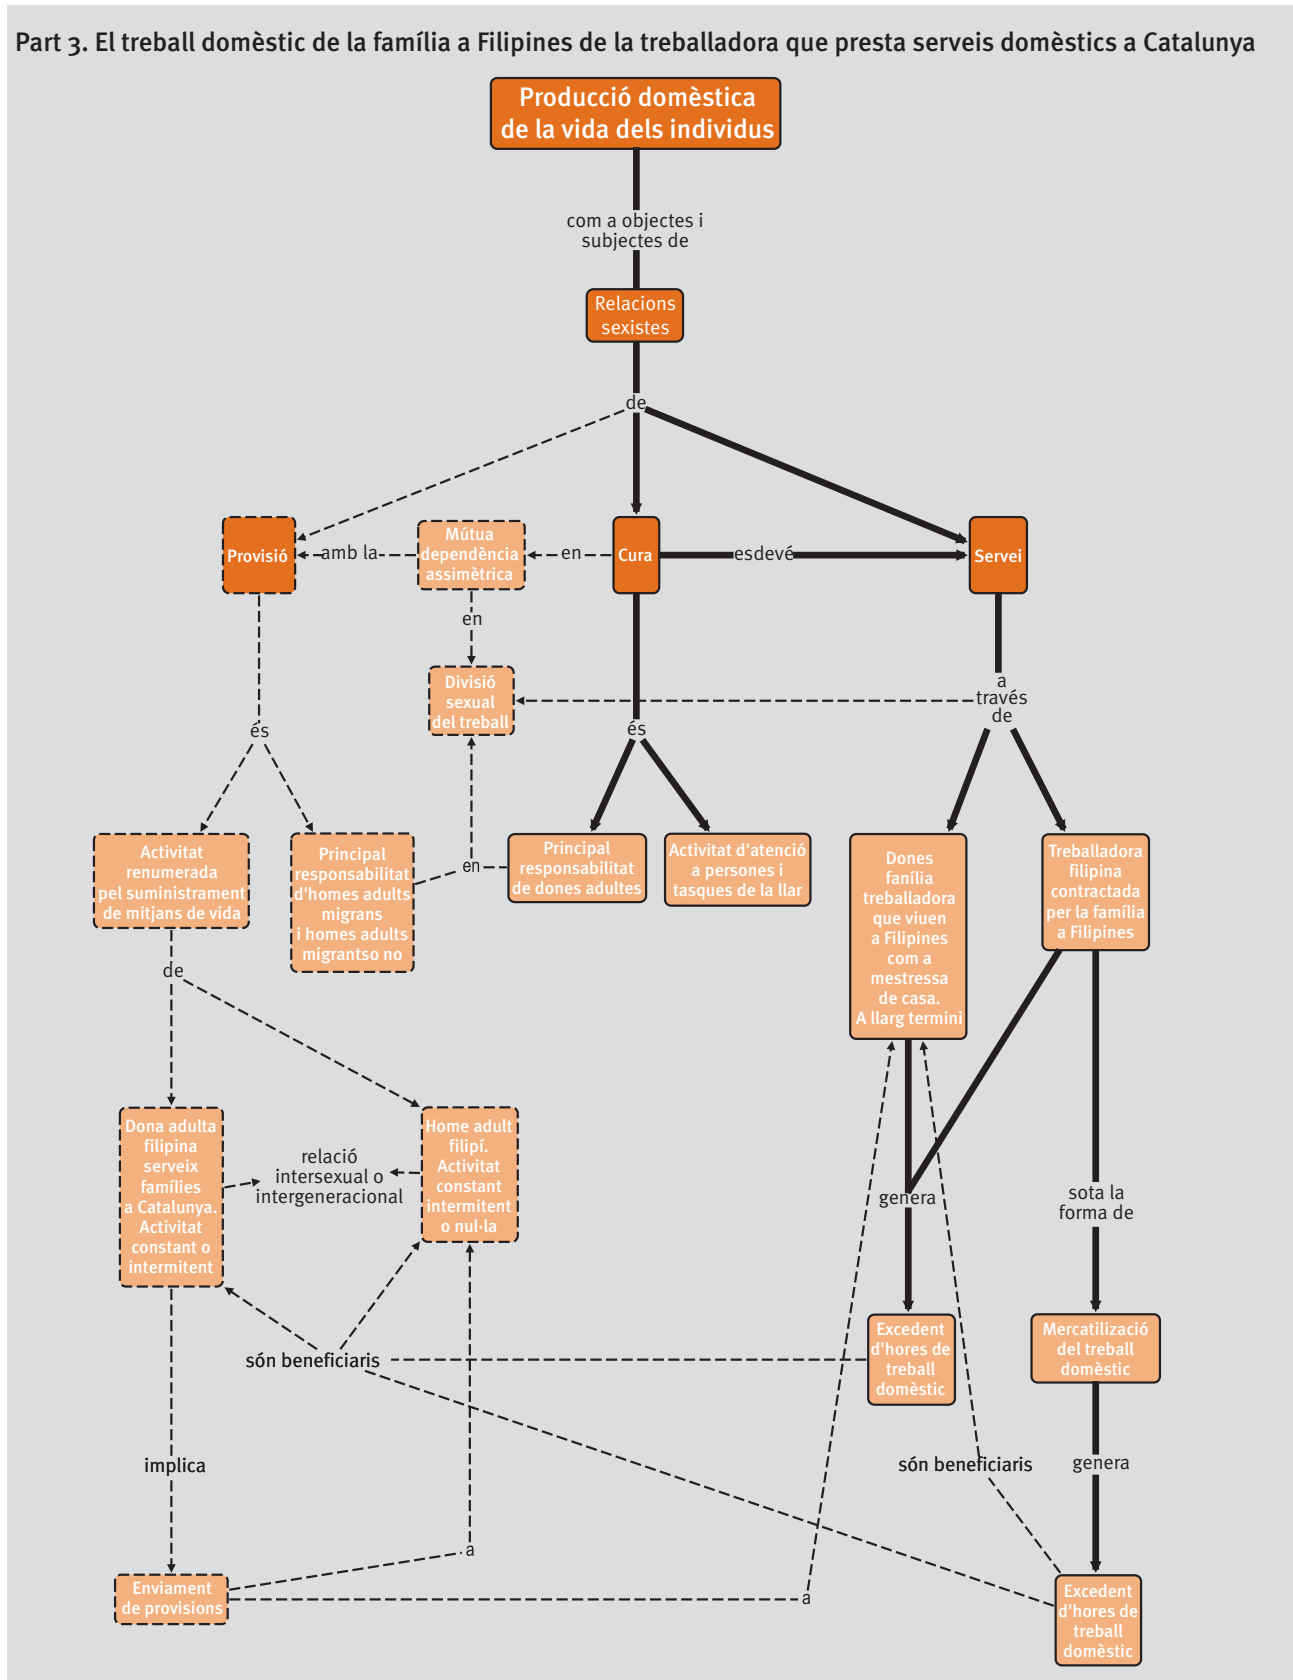 Part 3. El treball domèstic de la família a Filipines de la treballadora que presta serveis domèstics a Catalunya
Producció domèstica
de la vida dels individus
com a objectes i
subjectes de
Relacions
sexistes
de
Provisió
amb la
Mútua
dependència
assimètrica
en
Cura
esdevé
Servei
en
Divisió
sexual
del treball
a
través
de
és
és
Activitat
renumerada
pel suministrament
de mitjans de vida
Principal
responsabilitat
d'homes adults
migrans
i homes adults
migrantso no
en
Principal
responsabilitat
de dones adultes
Activitat d'atenció
a persones i
tasques de la llar
Dones
fanília
treballadora
que viuen
a Filipines
com a
mestressa
de casa.
A llarg termini
Treballadora
filipina
contractada
per la família
a Filipines
de
Dona adulta
filipina
serveix
famílies
a Catalunya.
Activitat
constant o
intermitent
relació
intersexual o
intergeneracional
Home adult
filipí.
Activitat
constant
intermitent
o nul·la
genera
sota la
forma de
són beneficiaris
Excedent
d'hores de
treball
domèstic
Mercatilizació
del treball
domèstic
implica
són beneficiaris
genera
a
Enviament
de provisions
a
Excedent
d'hores de
treball
domèstic